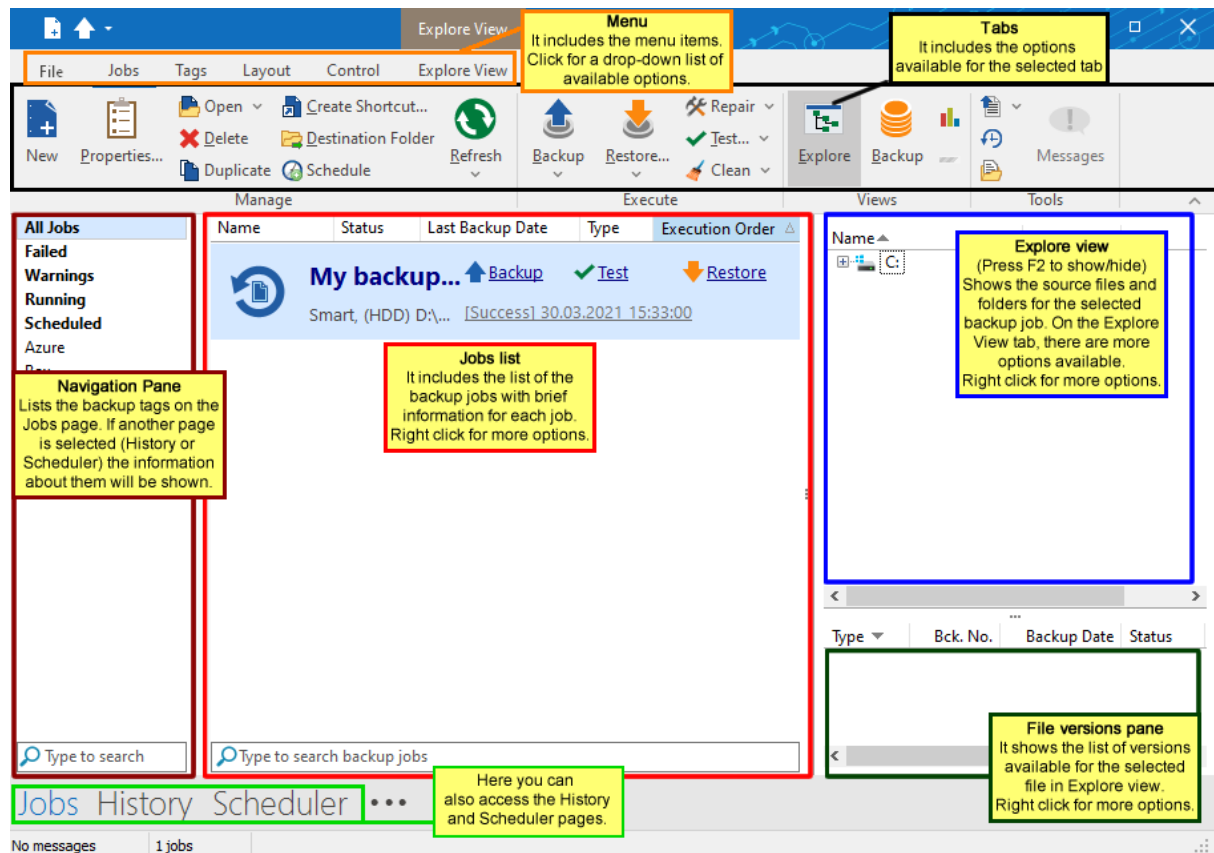 Explore View
Menu
It includes the menu items.
Click for a drop-down list of
available options.
Tabs
It includes the options
available for the selected tab
File Jobs Tags Layout Control Explore View
New
Properties...
Open
Delete
Duplicate
Create Shortcut...
Destination Folder
Schedule
Refresh
Backup
Restore...
Repair
Test...
Clean
Explore
Backup
Messages
Manage Execute Views Tools
All Jobs
Failed
Warnings
Running
Scheduled
Azure
Navigation Pane
Lists the backup tags on the
Jobs page. If another page
is selected (History or
Scheduler) the information
about them will be shown.
Type to search
Name Status Last Backup Date Type Execution Order
My backup... Backup Test Restore
Smart, (HDD) D:\... [Success] 30.03.2021 15:33:00
Jobs list
It includes the list of the
backup jobs with brief
information for each job.
Right click for more options.
Type to search backup jobs
Name
C:
Explore view
(Press F2 to show/hide)
Shows the source files and
folders for the selected
backup job. On the Explore
View tab, there are more
options available.
Right click for more options.
Type Bck. No. Backup Date Status
File versions pane
It shows the list of versions
available for the selected
file in Explore view.
Right click for more options.
Jobs History Scheduler •••
Here you can
also access the History
and Scheduler pages.
No messages 1 jobs